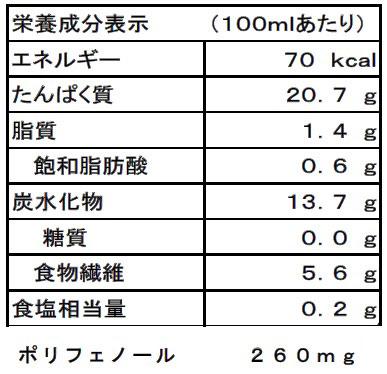 栄養成分表示 （100mlあたり）
エネルギー 70 kcal
たんぱく質 20.7 g
脂質 1.4 g
飽和脂肪酸 0.6 g
炭水化物 13.7 g
糖質 0.0 g
食物繊維 5.6 g
食塩相当量 0.2 g
ポリフェノール ２６０ｍｇ